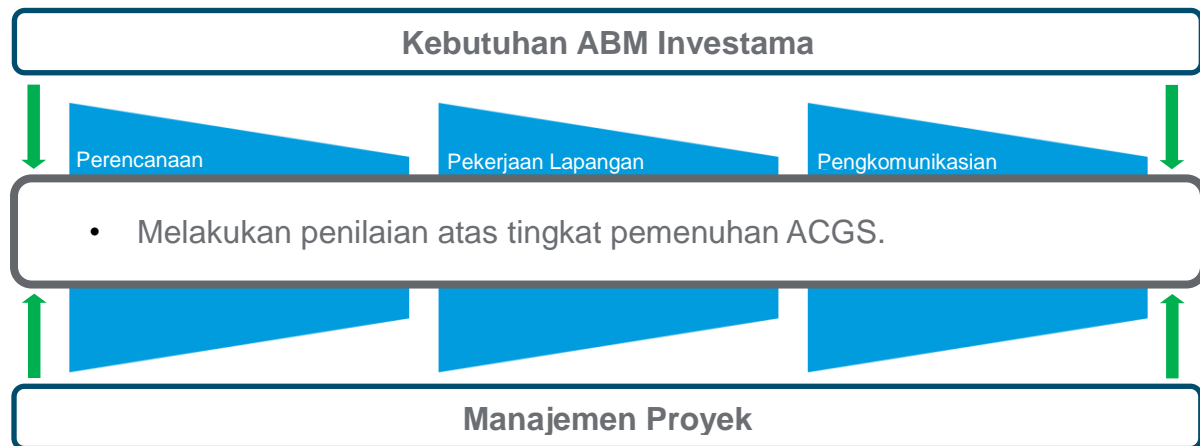 Kebutuhan ABM Investama
Perencanaan
Pekerjaan Lapangan
Pengkomunikasian
• Melakukan penilaian atas tingkat pemenuhan ACGS.
Manajemen Proyek